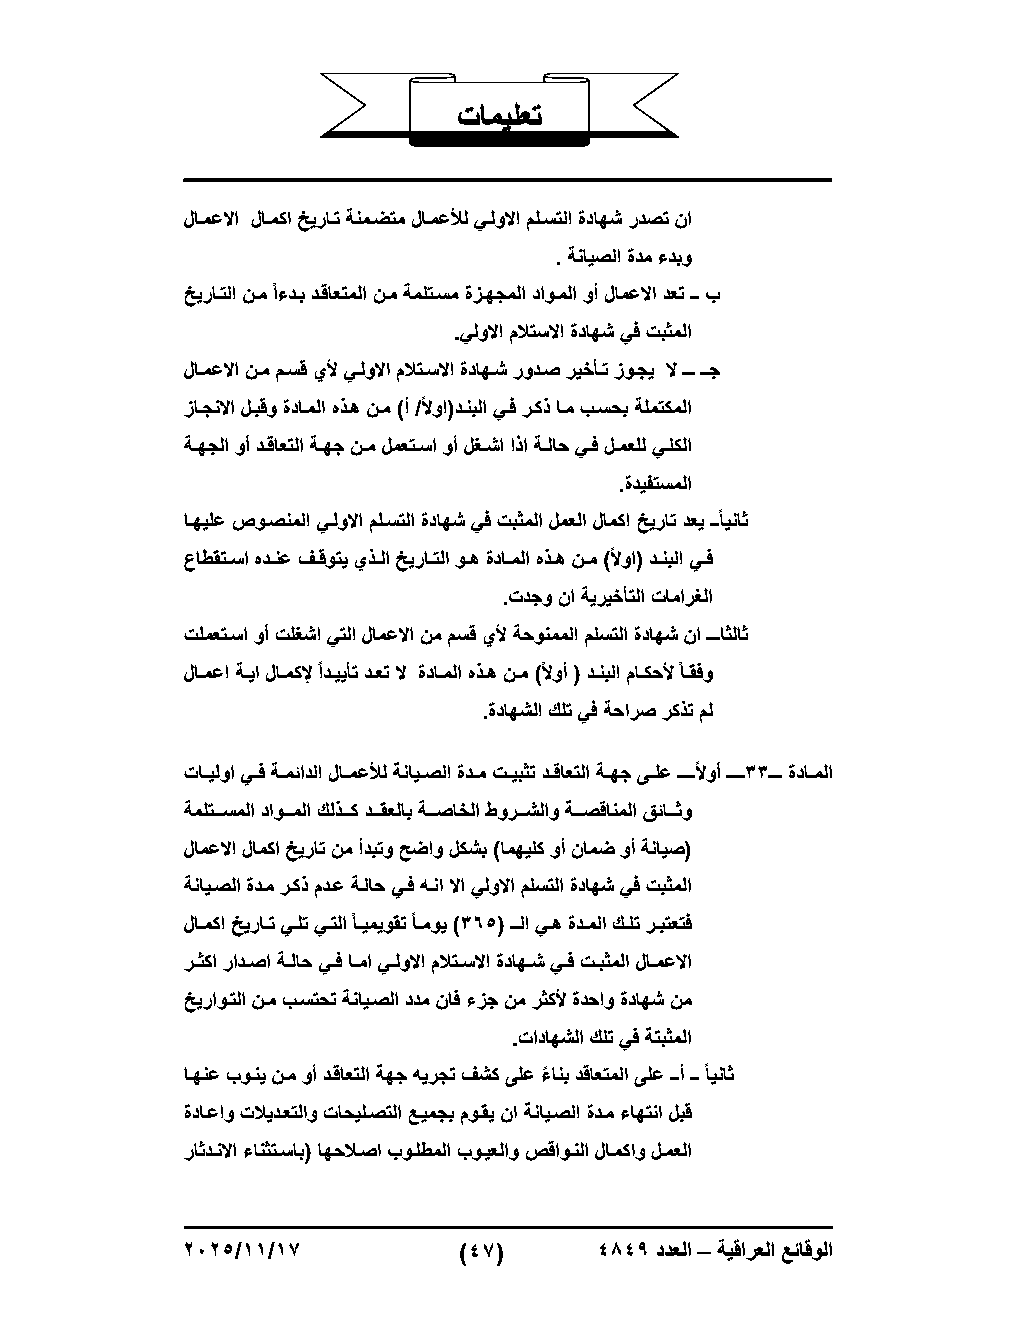 تعليمات
ان تصدر شهادة التسلم الاولي للأعمال متضمنة تاريخ اكمال الاعمال
وبدء مدة الصيانة .
ب – تعد الاعمال أو المواد المجهزة مستلمة من المتعاقد بدءاً من التاريخ
المثبت في شهادة الاستلام الاولي.
جـ – لا يجوز تأخير صدور شهادة الاستلام الاولي لأي قسم من الاعمال
المكتملة بحسب ما ذكر في البند(اولاً/ أ) من هذه المادة وقبل الانجاز
الكلي للعمل في حالة اذا اشغل أو استعمل من جهة التعاقد أو الجهة
المستفيدة.
ثانياً– يعد تاريخ اكمال العمل المثبت في شهادة التسلم الاولي المنصوص عليها
في البند (اولاً) من هذه المادة هو التاريخ الذي يتوقف عنده استقطاع
الغرامات التأخيرية ان وجدت.
ثالثا– ان شهادة التسلم الممنوحة لأي قسم من الاعمال التي اشغلت أو استعملت
وفقاً لأحكام البند ( أولاً) من هذه المادة لا تعد تأييداً لإكمال اية اعمال
لم تذكر صراحة في تلك الشهادة.
المادة –٣٣– أولاً– على جهة التعاقد تثبيت مدة الصيانة للأعمال الدائمة في اوليات
وثائق المناقصة والشروط الخاصة بالعقد كذلك المواد المستلمة
(صيانة أو ضمان أو كليهما) بشكل واضح وتبدأ من تاريخ اكمال الاعمال
المثبت في شهادة التسلم الاولي الا انه في حالة عدم ذكر مدة الصيانة
فتعتبر تلك المدة هي الـ (٣٦٥) يوماً تقويمياً التي تلي تاريخ اكمال
الاعمال المثبت في شهادة الاستلام الاولي اما في حالة اصدار اكثر
من شهادة واحدة لأكثر من جزء فان مدد الصيانة تحتسب من التواريخ
المثبتة في تلك الشهادات.
ثانياً – أ– على المتعاقد بناءً على كشف تجريه جهة التعاقد أو من ينوب عنها
قبل انتهاء مدة الصيانة ان يقوم بجميع التصليحات والتعديلات واعادة
العمل واكمال النواقص والعيوب المطلوب اصلاحها (باستثناء الاندثار
الوقائع العراقية – العدد ٤٨٤٩ (٤٧) ٢٠٢٥/١١/١٧